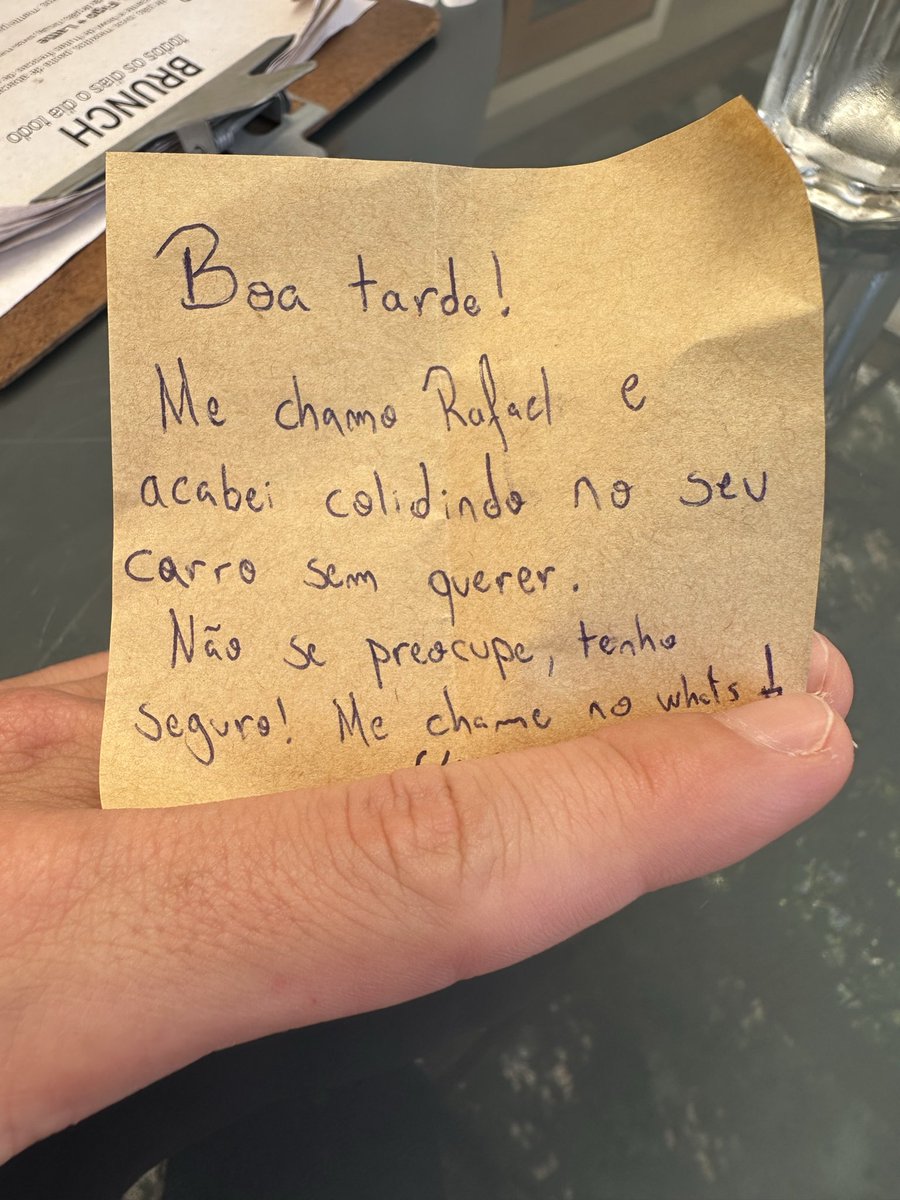 BRUNCH
todos os dias o dia todo
Boa tarde!
Me chamo Rafael e
acabei colidindo no seu
carro sem querer.
Não se preocupe, tenho
seguro! Me chame no whats